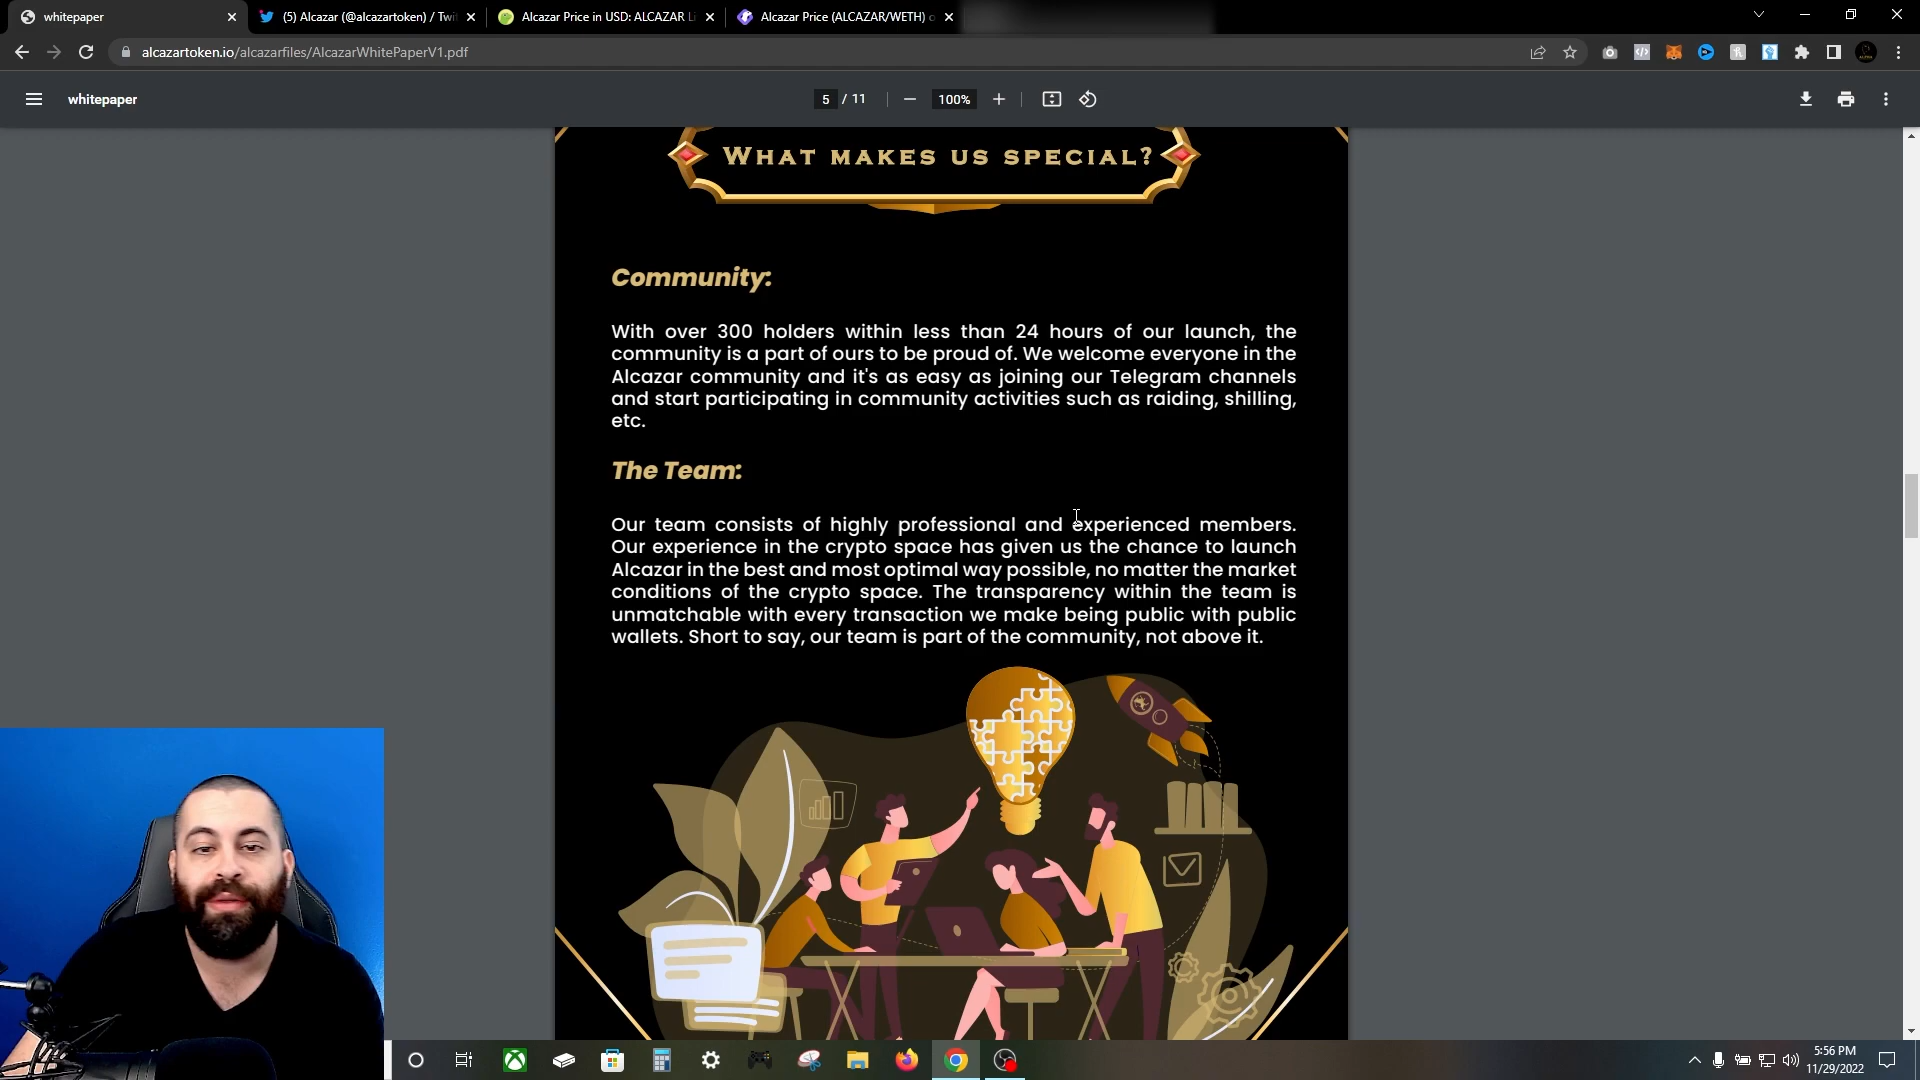 whitepaper
(5) Alcazar (@alcazartoken) / Twi
Alcazar Price in USD: ALCAZAR Li
Alcazar Price (ALCAZAR/WETH) o
alcazartoken.io/alcazarfiles/AlcazarWhitePaperV1.pdf
whitepaper
5 / 11
100%
What makes us special?
Community:
With over 300 holders within less than 24 hours of our launch, the
community is a part of ours to be proud of. We welcome everyone in the
Alcazar community and it's as easy as joining our Telegram channels
and start participating in community activities such as raiding, shilling,
etc.
The Team:
Our team consists of highly professional and experienced members.
Our experience in the crypto space has given us the chance to launch
Alcazar in the best and most optimal way possible, no matter the market
conditions of the crypto space. The transparency within the team is
unmatchable with every transaction we make being public with public
wallets. Short to say, our team is part of the community, not above it.
5:56 PM
11/29/2022